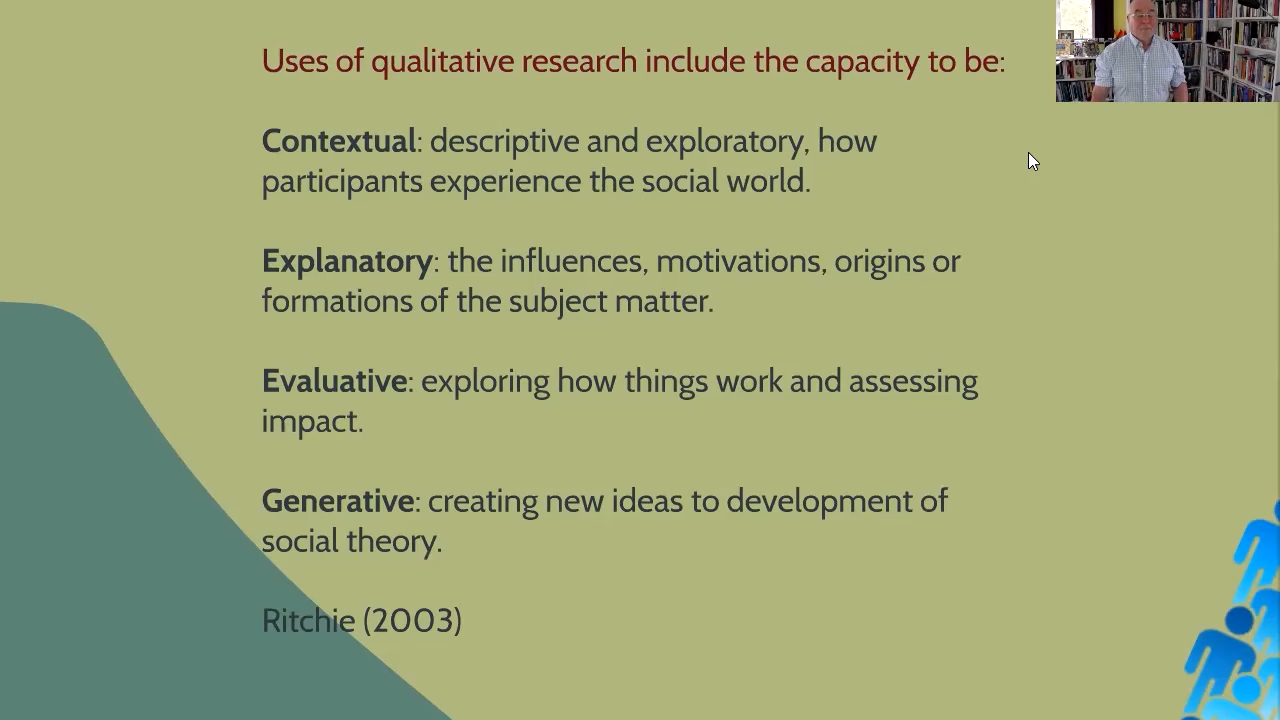 Uses of qualitative research include the capacity to be:
Contextual: descriptive and exploratory, how
participants experience the social world.
Explanatory: the influences, motivations, origins or
formations of the subject matter.
Evaluative: exploring how things work and assessing
impact.
Generative: creating new ideas to development of
social theory.
Ritchie (2003)